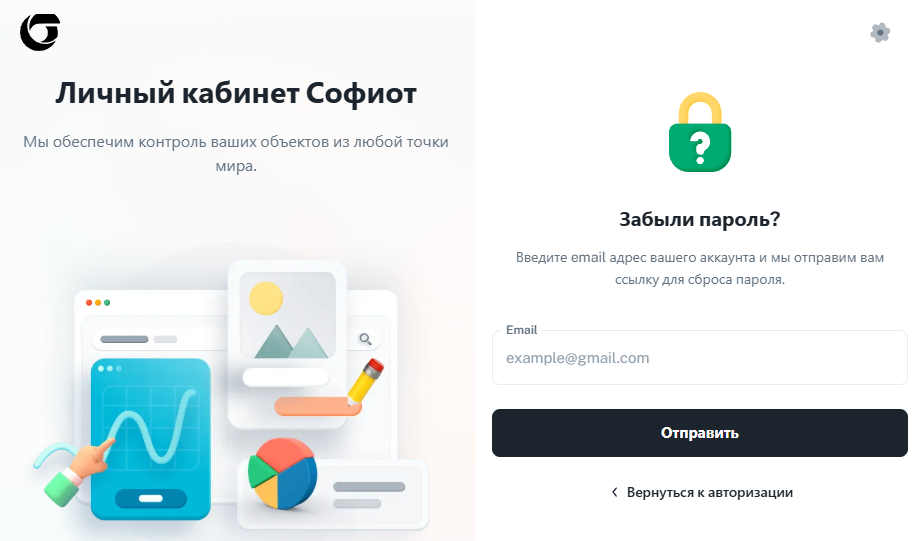 Личный кабинет Софиот
Мы обеспечим контроль ваших объектов из любой точки
мира.
?
Забыли пароль?
Введите email адрес вашего аккаунта и мы отправим вам
ссылку для сброса пароля.
Email
example@gmail.com
Отправить
Вернуться к авторизации